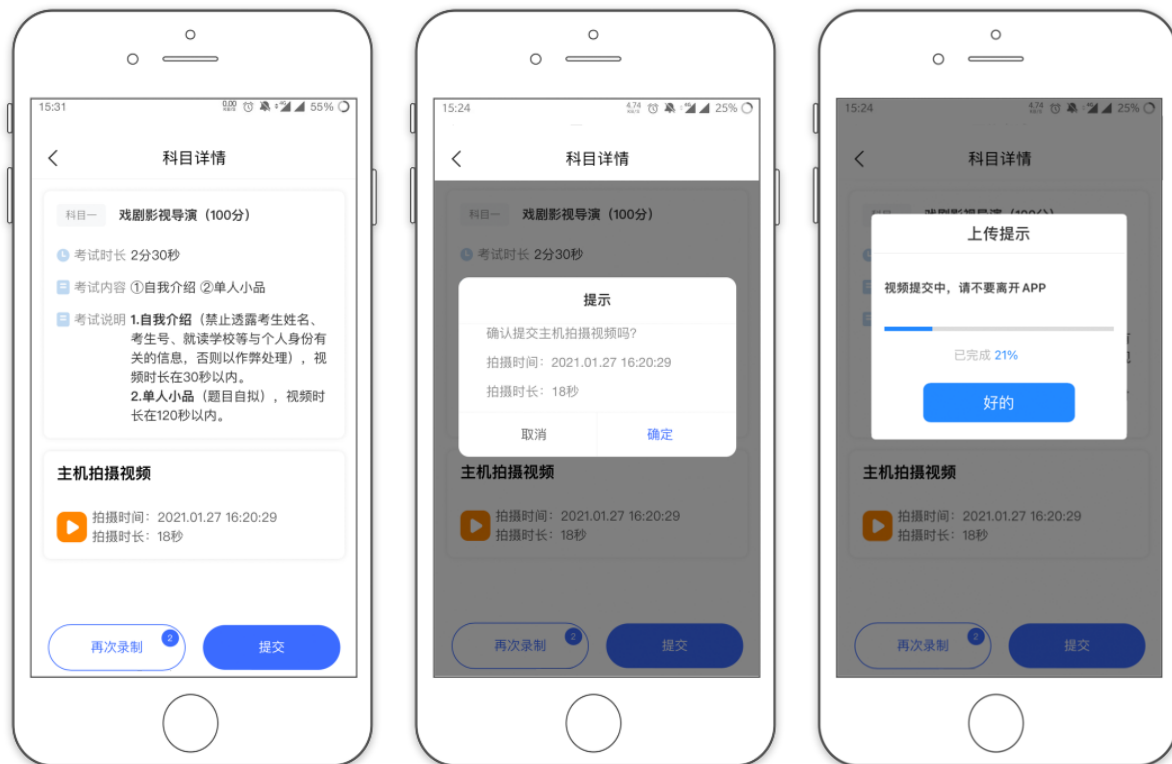 15:31
0.00 KB/S 4G 55%
科目详情
科目一 戏剧影视导演（100分）
考试时长 2分30秒
考试内容 ①自我介绍 ②单人小品
考试说明 1.自我介绍（禁止透露考生姓名、
考生号、就读学校等与个人身份有
关的信息，否则以作弊处理），视
频时长在30秒以内。
2.单人小品（题目自拟），视频时
长在120秒以内。
主机拍摄视频
拍摄时间：2021.01.27 16:20:29
拍摄时长：18秒
再次录制 2
提交
15:24
4.74 KB/S 4G 25%
科目详情
科目一 戏剧影视导演（100分）
考试时长 2分30秒
提示
确认提交主机拍摄视频吗?
拍摄时间：2021.01.27 16:20:29
拍摄时长：18秒
取消 确定
主机拍摄视频
拍摄时间：2021.01.27 16:20:29
拍摄时长：18秒
再次录制 2
提交
15:24
4.74 KB/S 4G 25%
科目详情
上传提示
视频提交中，请不要离开APP
已完成 21%
好的
主机拍摄视频
拍摄时间：2021.01.27 16:20:29
拍摄时长：18秒
再次录制 2
提交